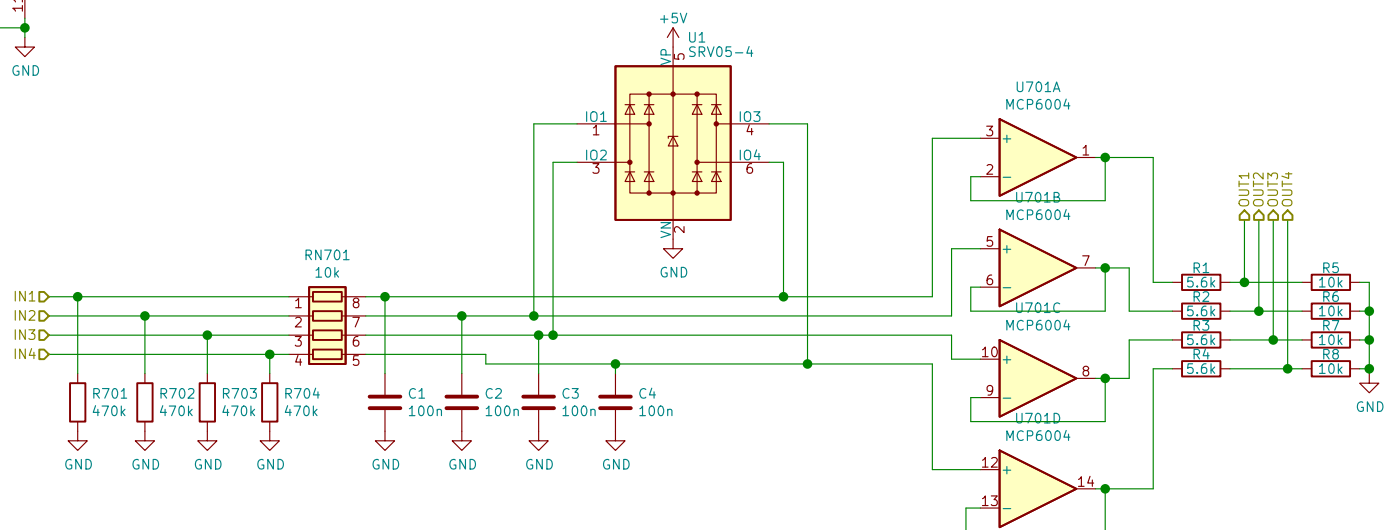 11
GND
+5V
U1
SRV05-4
VP
5
IO1
1
IO2
3
IO3
4
IO4
6
VN
2
GND
U701A
MCP6004
3
+
1
2
−
U701B
MCP6004
5
+
7
6
−
U701C
MCP6004
10
+
8
9
−
U701D
MCP6004
12
+
14
13
−
OUT1
OUT2
OUT3
OUT4
R1
5.6k
R2
5.6k
R3
5.6k
R4
5.6k
R5
10k
R6
10k
R7
10k
R8
10k
GND
RN701
10k
IN1
IN2
IN3
IN4
1
2
3
4
8
7
6
5
R701
470k
R702
470k
R703
470k
R704
470k
C1
100n
C2
100n
C3
100n
C4
100n
GND
GND
GND
GND
GND
GND
GND
GND